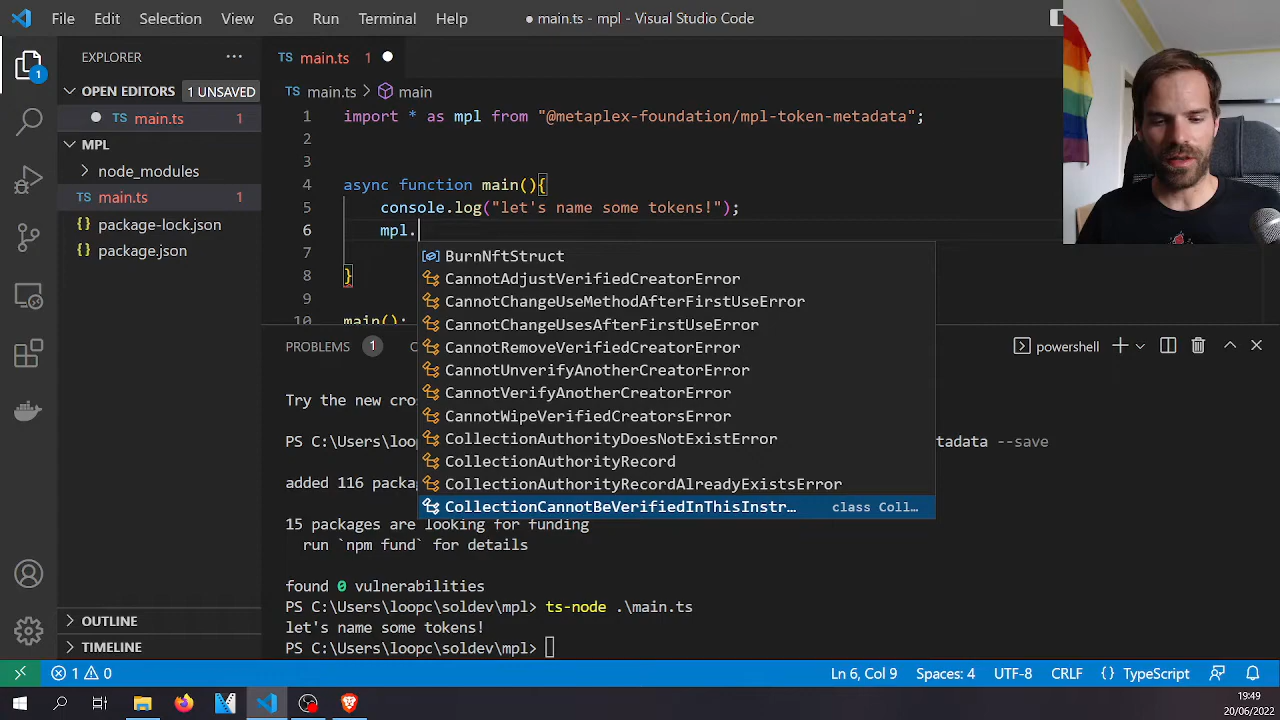 File Edit Selection View Go Run Terminal Help
● main.ts - mpl - Visual Studio Code
EXPLORER ...
TS main.ts 1 ●
1
OPEN EDITORS 1 UNSAVED
● TS main.ts 1
TS main.ts > main
MPL
node_modules
TS main.ts 1
{} package-lock.json
{} package.json
1 import * as mpl from "@metaplex-foundation/mpl-token-metadata";
2
3
4 async function main(){
5 console.log("let's name some tokens!");
6 mpl.
7
8 }
9
10 main();
BurnNftStruct
CannotAdjustVerifiedCreatorError
CannotChangeUseMethodAfterFirstUseError
CannotChangeUsesAfterFirstUseError
CannotRemoveVerifiedCreatorError
CannotUnverifyAnotherCreatorError
CannotVerifyAnotherCreatorError
CannotWipeVerifiedCreatorsError
CollectionAuthorityDoesNotExistError
CollectionAuthorityRecord
CollectionAuthorityRecordAlreadyExistsError
CollectionCannotBeVerifiedInThisInstr… class Coll…
PROBLEMS 1
powershell
Try the new cros
PS C:\Users\loopc
etadata --save
added 116 packag
15 packages are looking for funding
run `npm fund` for details
found 0 vulnerabilities
PS C:\Users\loopc\soldev\mpl> ts-node .\main.ts
let's name some tokens!
PS C:\Users\loopc\soldev\mpl>
OUTLINE
TIMELINE
1 0
Ln 6, Col 9 Spaces: 4 UTF-8 CRLF {} TypeScript
19:49
20/06/2022